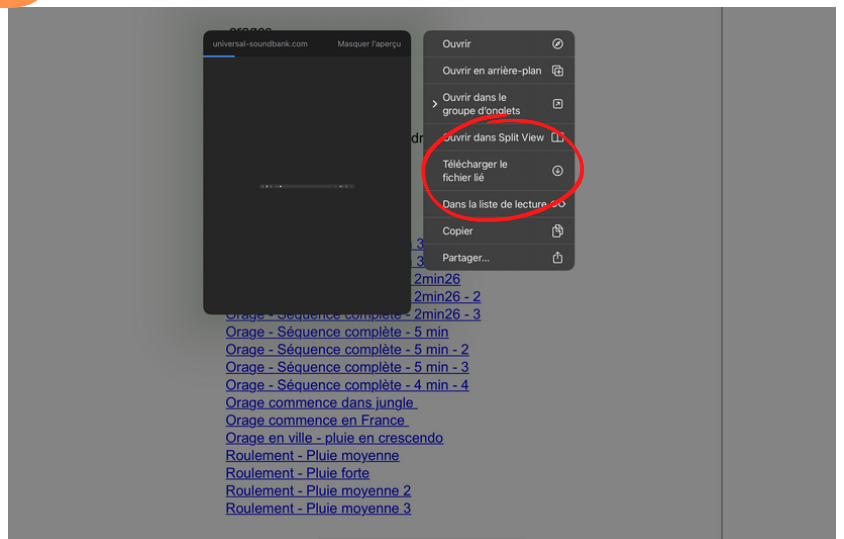 orages
universal-soundbank.com Masquer l'aperçu
Ouvrir
Ouvrir en arrière-plan
Ouvrir dans le
groupe d'onglets
dr
Ouvrir dans Split View
Télécharger le
fichier lié
Dans la liste de lecture
Copier
Partager...
3
3
2min26
2min26 - 2
Orage - Séquence complète - 2min26 - 3
Orage - Séquence complète - 5 min
Orage - Séquence complète - 5 min - 2
Orage - Séquence complète - 5 min - 3
Orage - Séquence complète - 4 min - 4
Orage commence dans jungle
Orage commence en France
Orage en ville - pluie en crescendo
Roulement - Pluie moyenne
Roulement - Pluie forte
Roulement - Pluie moyenne 2
Roulement - Pluie moyenne 3